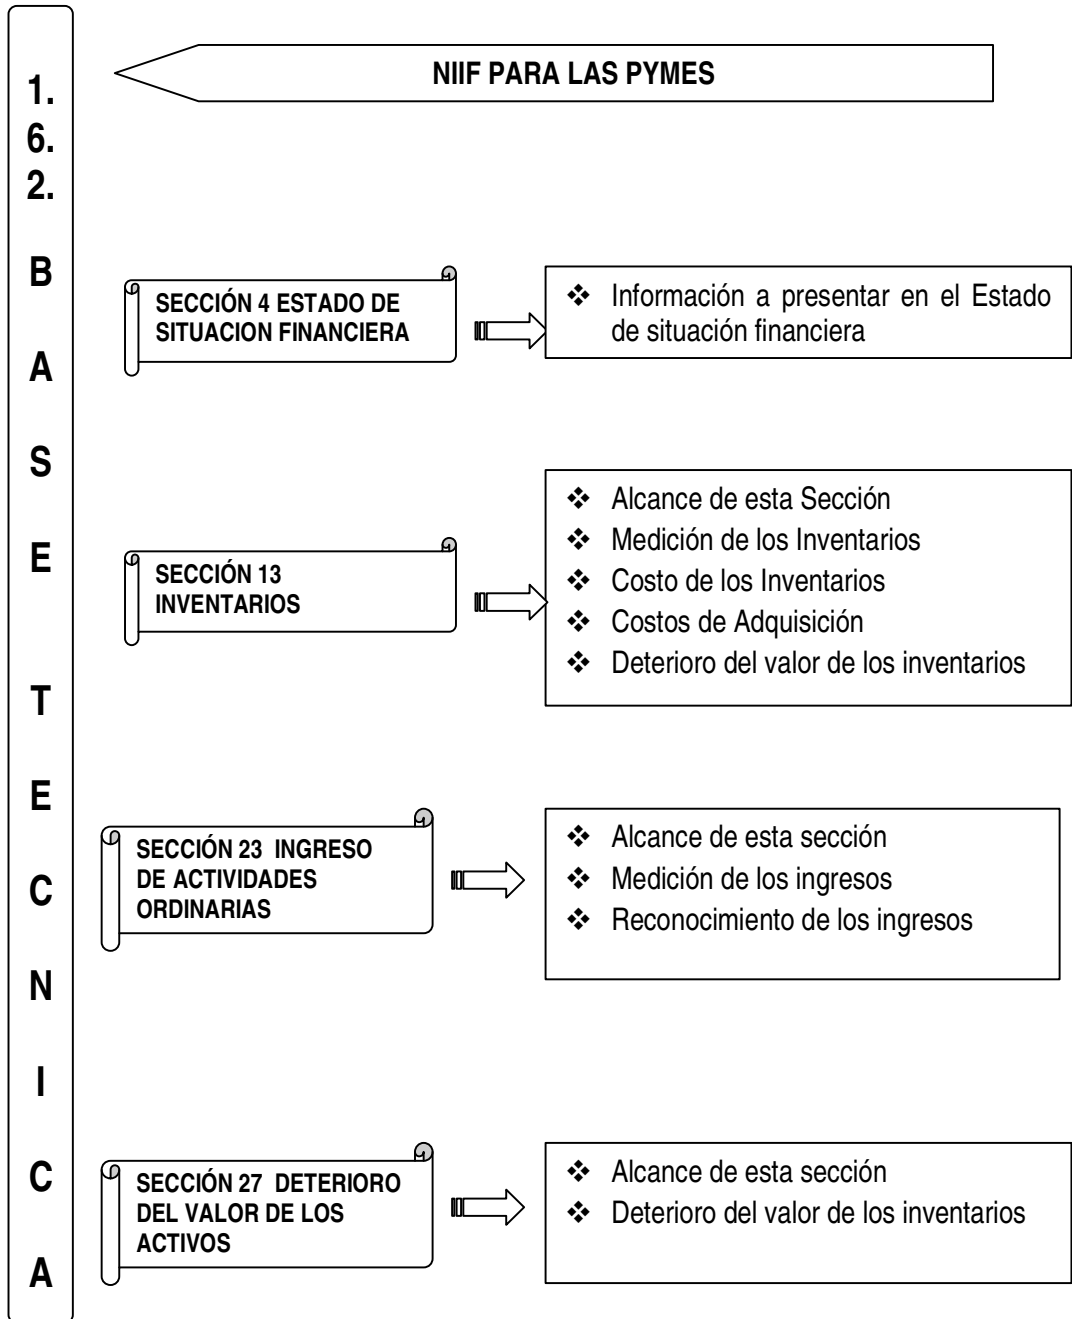 1.
6.
2.
B
A
S
E
T
E
C
N
I
C
A
NIIF PARA LAS PYMES
SECCIÓN 4 ESTADO DE
SITUACION FINANCIERA
❖ Información a presentar en el Estado
de situación financiera
SECCIÓN 13
INVENTARIOS
❖ Alcance de esta Sección
❖ Medición de los Inventarios
❖ Costo de los Inventarios
❖ Costos de Adquisición
❖ Deterioro del valor de los inventarios
SECCIÓN 23 INGRESO
DE ACTIVIDADES
ORDINARIAS
❖ Alcance de esta sección
❖ Medición de los ingresos
❖ Reconocimiento de los ingresos
SECCIÓN 27 DETERIORO
DEL VALOR DE LOS
ACTIVOS
❖ Alcance de esta sección
❖ Deterioro del valor de los inventarios